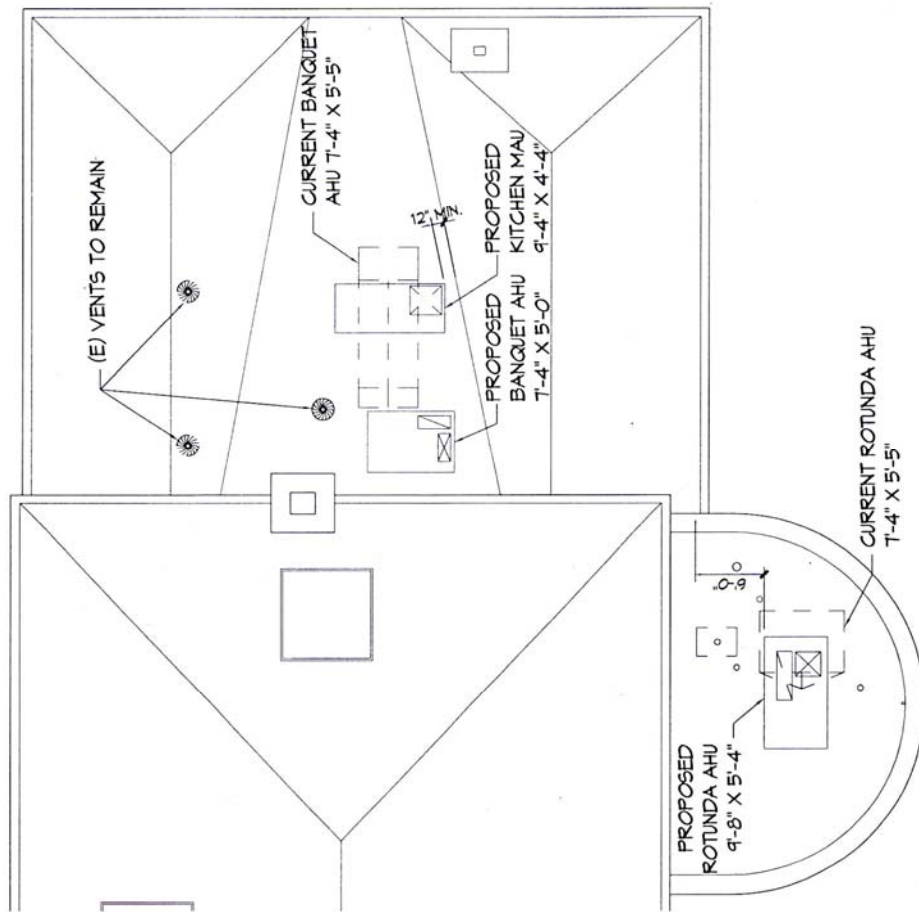 (E) VENTS TO REMAIN
CURRENT BANQUET
AHU 7'-4" X 5'-5"
12" MIN.
PROPOSED
KITCHEN MAU
9'-4" X 4'-4"
PROPOSED
BANQUET AHU
7'-4" X 5'-0"
CURRENT ROTUNDA AHU
7'-4" X 5'-5"
6'-0"
PROPOSED
ROTUNDA AHU
9'-8" X 5'-4"